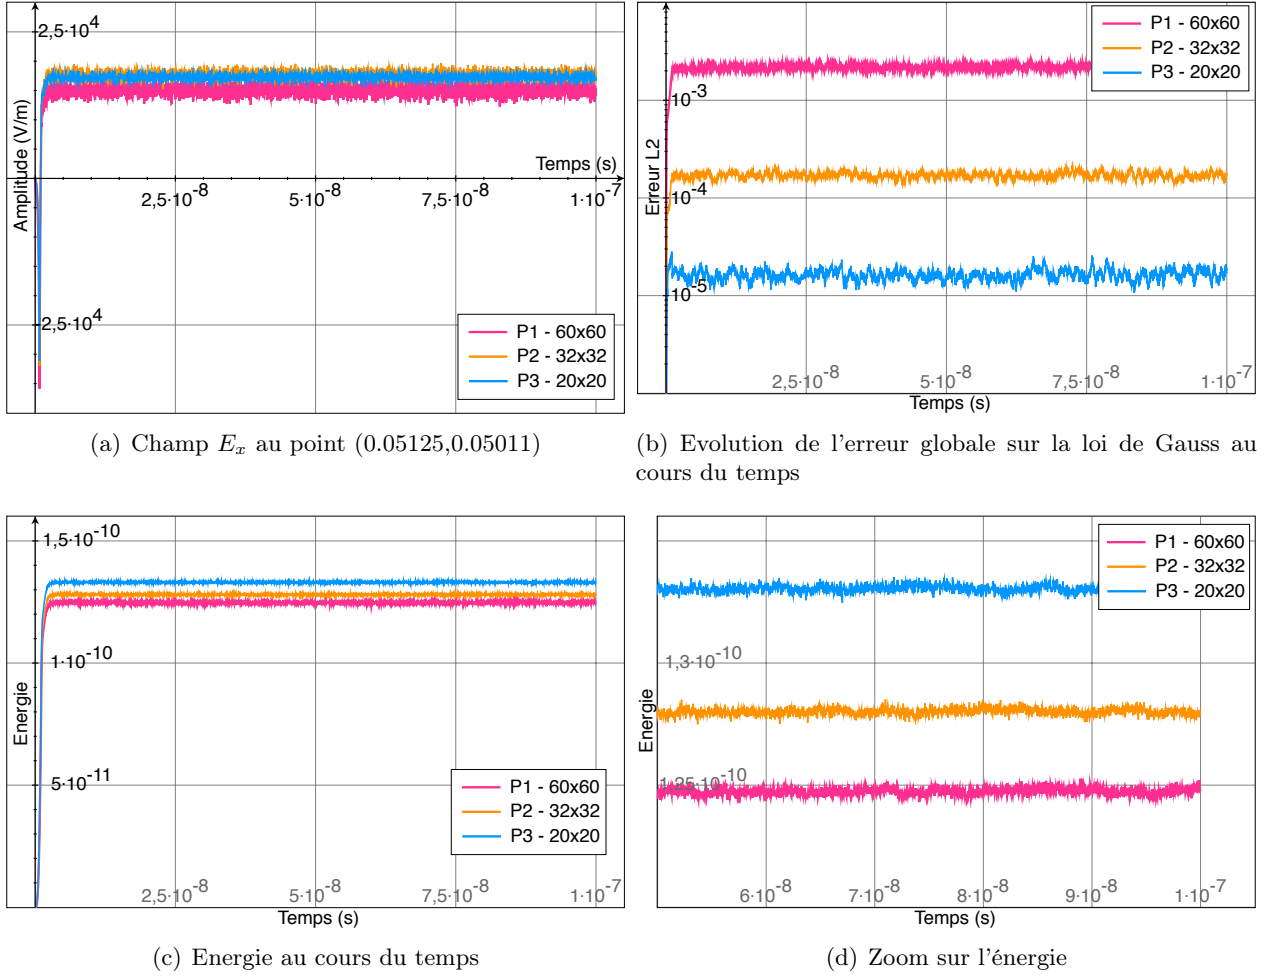 2,5·10^4
Amplitude (V/m)
Temps (s)
2,5·10^-8
5·10^-8
7,5·10^-8
1·10^-7
2,5·10^4
P1 - 60x60
P2 - 32x32
P3 - 20x20
(a) Champ E_x au point (0.05125,0.05011)
P1 - 60x60
P2 - 32x32
P3 - 20x20
10^-3
Erreur L2
10^-4
10^-5
2,5·10^-8
5·10^-8
7,5·10^-8
1·10^-7
Temps (s)
(b) Evolution de l'erreur globale sur la loi de Gauss au
cours du temps
1,5·10^-10
1·10^-10
Energie
5·10^-11
P1 - 60x60
P2 - 32x32
P3 - 20x20
2,5·10^-8
5·10^-8
7,5·10^-8
1·10^-7
Temps (s)
(c) Energie au cours du temps
P1 - 60x60
P2 - 32x32
P3 - 20x20
1,3·10^-10
Energie
1,25·10^-10
6·10^-8
7·10^-8
8·10^-8
9·10^-8
1·10^-7
Temps (s)
(d) Zoom sur l'énergie